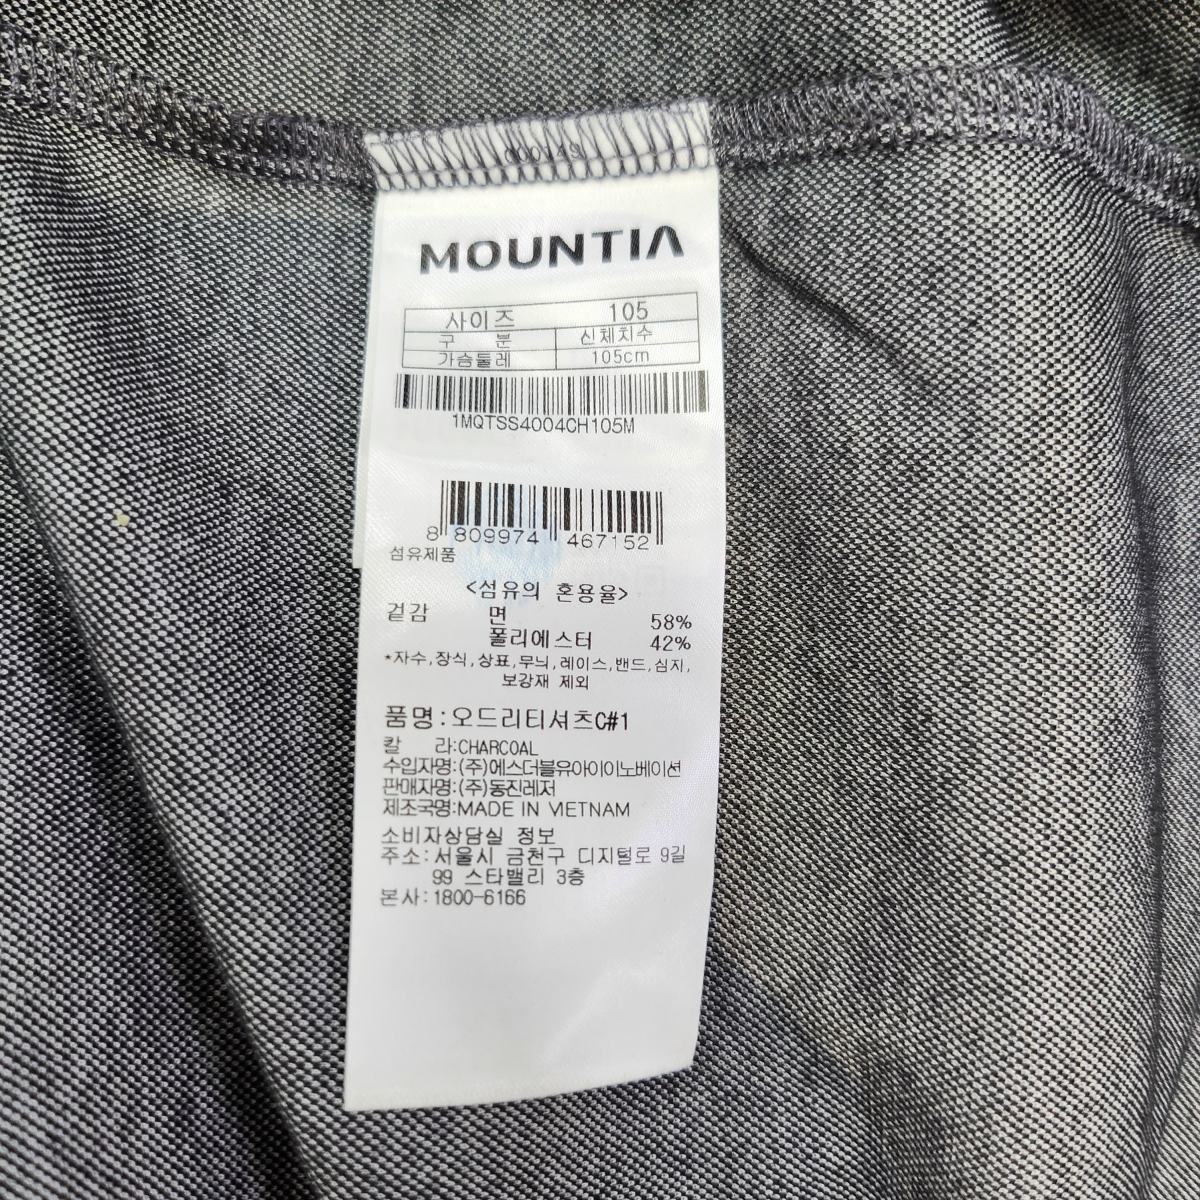 MOUNTIA
사이즈 105
구 분 신체치수
가슴둘레 105cm
1MQTSS4004CH105M
8 809974 467152
섬유제품
<섬유의 혼용율>
겉감 면 58%
폴리에스터 42%
*자수,장식,상표,무늬,레이스,밴드,심지,
보강재 제외
품명:오드리티셔츠C#1
칼 라:CHARCOAL
수입자명:(주)에스더블유아이이노베이션
판매자명:(주)동진레저
제조국명:MADE IN VIETNAM
소비자상담실 정보
주소:서울시 금천구 디지털로 9길
99 스타밸리 3층
본사:1800-6166